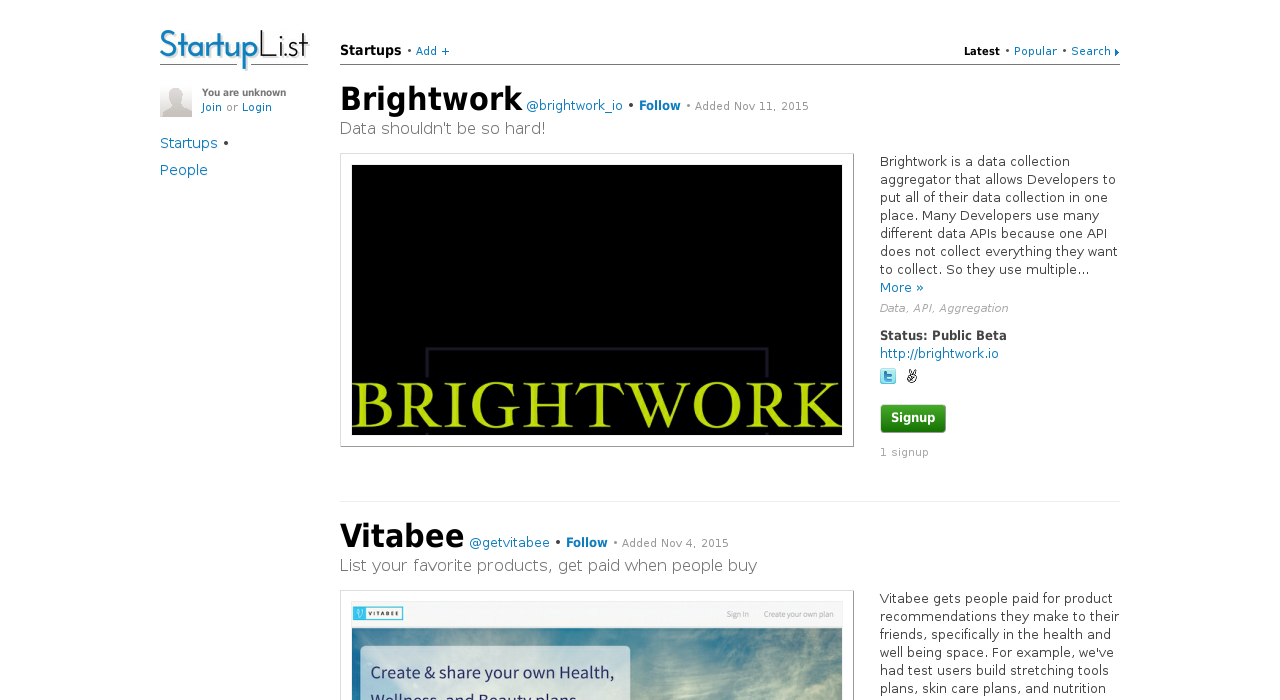 StartupLi.st
You are unknown
Join or Login
Startups •
People
Startups • Add +
Latest • Popular • Search
Brightwork @brightwork_io • Follow • Added Nov 11, 2015
Data shouldn't be so hard!
BRIGHTWORK
Brightwork is a data collection
aggregator that allows Developers to
put all of their data collection in one
place. Many Developers use many
different data APIs because one API
does not collect everything they want
to collect. So they use multiple...
More »
Data, API, Aggregation
Status: Public Beta
http://brightwork.io
Signup
1 signup
Vitabee @getvitabee • Follow • Added Nov 4, 2015
List your favorite products, get paid when people buy
VITABEE
Sign in Create your own plan
Create & share your own Health,
Wellness, and Beauty plans
Vitabee gets people paid for product
recommendations they make to their
friends, specifically in the health and
well being space. For example, we've
had test users build stretching tools
plans, skin care plans, and nutrition